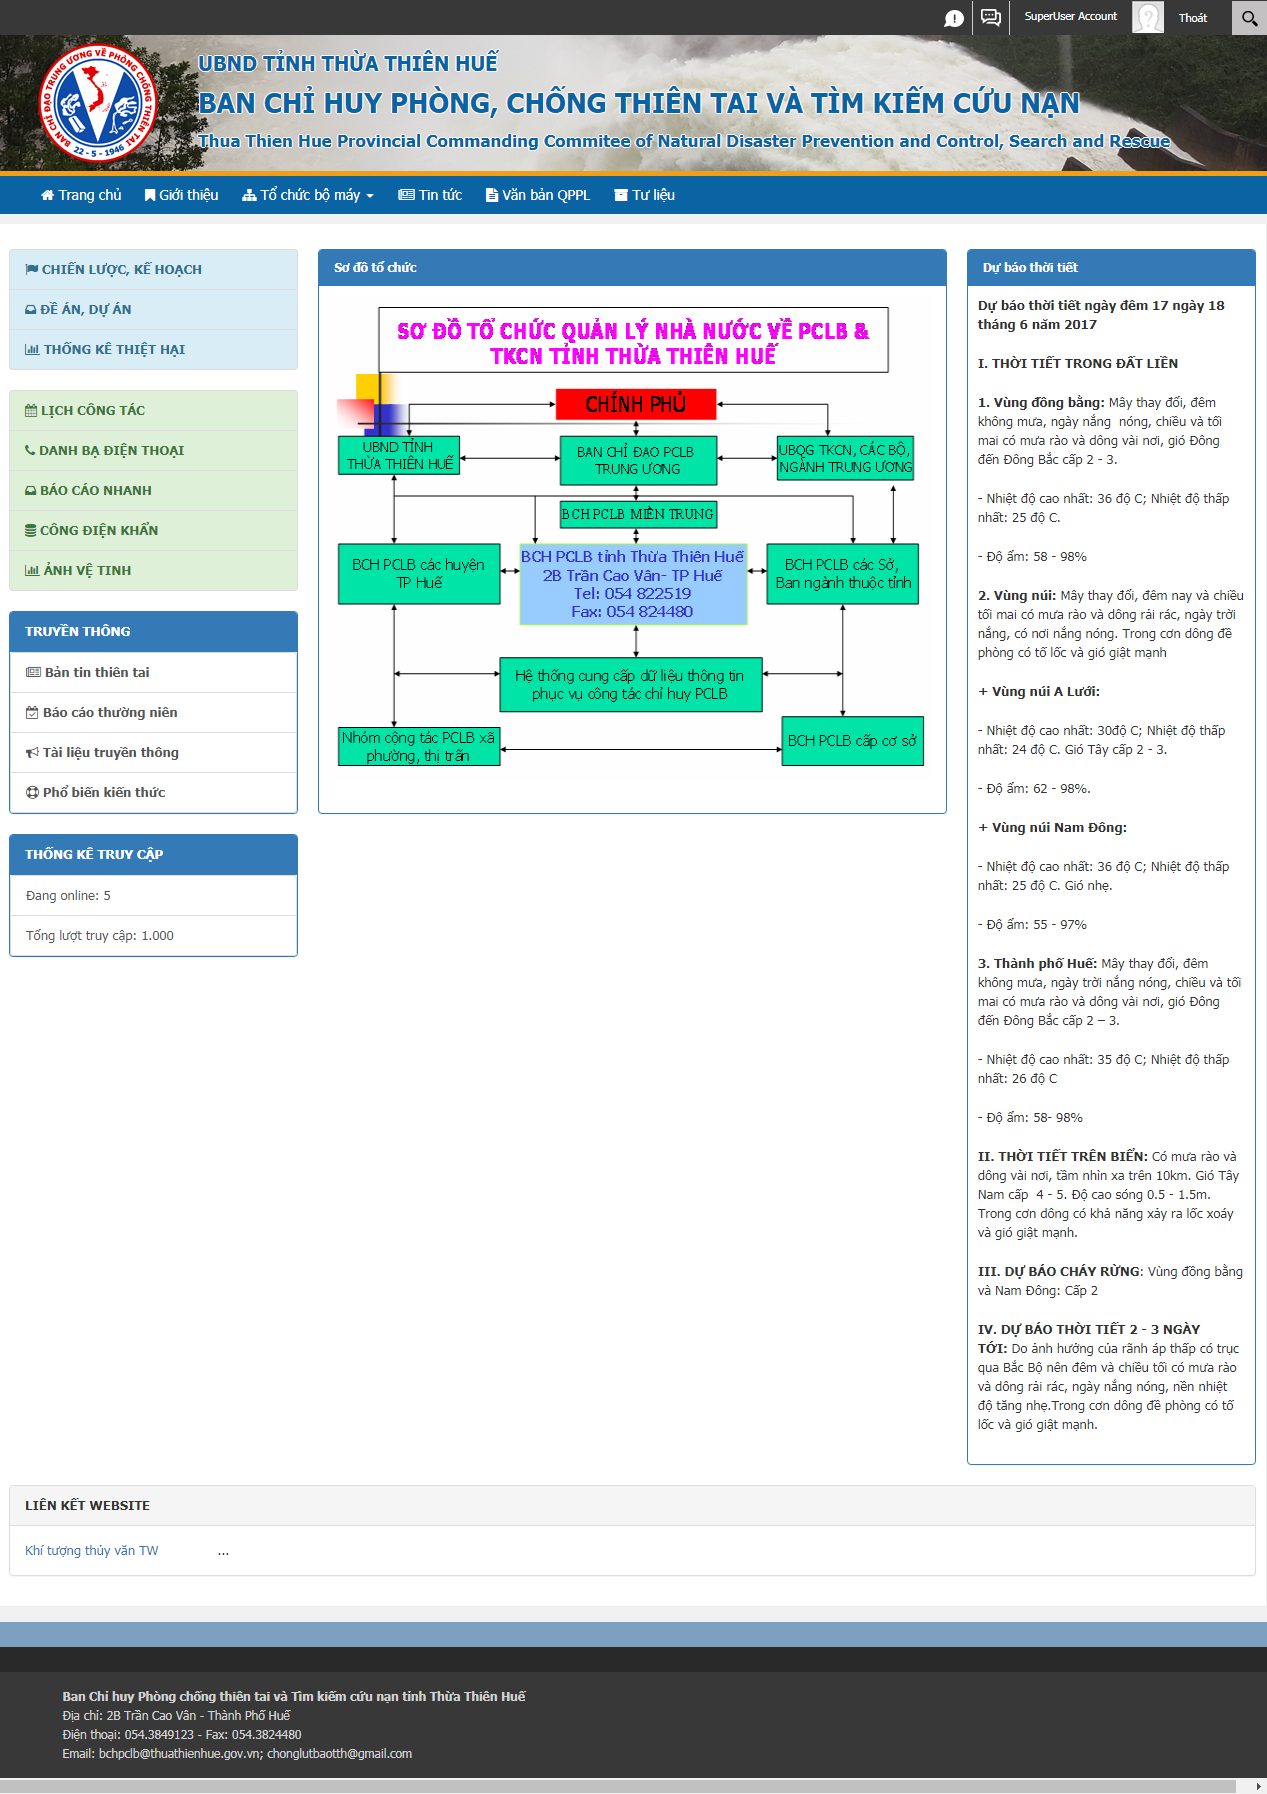 SuperUser Account
Thoát
BAN CHỈ ĐẠO TRUNG ƯƠNG VỀ PHÒNG CHỐNG THIÊN TAI
22 - 5 - 1946
UBND TỈNH THỪA THIÊN HUẾ
BAN CHỈ HUY PHÒNG, CHỐNG THIÊN TAI VÀ TÌM KIẾM CỨU NẠN
Thua Thien Hue Provincial Commanding Commitee of Natural Disaster Prevention and Control, Search and Rescue
Trang chủ
Giới thiệu
Tổ chức bộ máy
Tin tức
Văn bản QPPL
Tư liệu
CHIẾN LƯỢC, KẾ HOẠCH
ĐỀ ÁN, DỰ ÁN
THỐNG KÊ THIỆT HẠI
LỊCH CÔNG TÁC
DANH BẠ ĐIỆN THOẠI
BÁO CÁO NHANH
CÔNG ĐIỆN KHẨN
ẢNH VỆ TINH
TRUYỀN THÔNG
Bản tin thiên tai
Báo cáo thường niên
Tài liệu truyền thông
Phổ biến kiến thức
THỐNG KÊ TRUY CẬP
Đang online: 5
Tổng lượt truy cập: 1.000
Sơ đồ tổ chức
SƠ ĐỒ TỔ CHỨC QUẢN LÝ NHÀ NƯỚC VỀ PCLB &
TKCN TỈNH THỪA THIÊN HUẾ
CHÍNH PHỦ
UBND TỈNH
THỪA THIÊN HUẾ
BAN CHỈ ĐẠO PCLB
TRUNG ƯƠNG
UBQG TKCN, CÁC BỘ,
NGÀNH TRUNG ƯƠNG
BCH PCLB MIỀN TRUNG
BCH PCLB các huyện
TP Huế
BCH PCLB tỉnh Thừa Thiên Huế
2B Trần Cao Vân- TP Huế
Tel: 054 822519
Fax: 054 824480
BCH PCLB các Sở,
Ban ngành thuộc tỉnh
Hệ thống cung cấp dữ liệu thông tin
phục vụ công tác chỉ huy PCLB
Nhóm cộng tác PCLB xã
phường, thị trấn
BCH PCLB cấp cơ sở
Dự báo thời tiết
Dự báo thời tiết ngày đêm 17 ngày 18
tháng 6 năm 2017
I. THỜI TIẾT TRONG ĐẤT LIỀN
1. Vùng đồng bằng: Mây thay đổi, đêm
không mưa, ngày nắng  nóng, chiều và tối
mai có mưa rào và dông vài nơi, gió Đông
đến Đông Bắc cấp 2 - 3.
- Nhiệt độ cao nhất: 36 độ C; Nhiệt độ thấp
nhất: 25 độ C.
- Độ ẩm: 58 - 98%
2. Vùng núi: Mây thay đổi, đêm nay và chiều
tối mai có mưa rào và dông rải rác, ngày trời
nắng, có nơi nắng nóng. Trong cơn dông đề
phòng có tố lốc và gió giật mạnh
+ Vùng núi A Lưới:
- Nhiệt độ cao nhất: 30độ C; Nhiệt độ thấp
nhất: 24 độ C. Gió Tây cấp 2 - 3.
- Độ ẩm: 62 - 98%.
+ Vùng núi Nam Đông:
- Nhiệt độ cao nhất: 36 độ C; Nhiệt độ thấp
nhất: 25 độ C. Gió nhẹ.
- Độ ẩm: 55 - 97%
3. Thành phố Huế: Mây thay đổi, đêm
không mưa, ngày trời nắng nóng, chiều và tối
mai có mưa rào và dông vài nơi, gió Đông
đến Đông Bắc cấp 2 – 3.
- Nhiệt độ cao nhất: 35 độ C; Nhiệt độ thấp
nhất: 26 độ C
- Độ ẩm: 58- 98%
II. THỜI TIẾT TRÊN BIỂN: Có mưa rào và
dông vài nơi, tầm nhìn xa trên 10km. Gió Tây
Nam cấp  4 - 5. Độ cao sóng 0.5 - 1.5m.
Trong cơn dông có khả năng xảy ra lốc xoáy
và gió giật mạnh.
III. DỰ BÁO CHÁY RỪNG: Vùng đồng bằng
và Nam Đông: Cấp 2
IV. DỰ BÁO THỜI TIẾT 2 - 3 NGÀY
TỚI: Do ảnh hưởng của rãnh áp thấp có trục
qua Bắc Bộ nên đêm và chiều tối có mưa rào
và dông rải rác, ngày nắng nóng, nền nhiệt
độ tăng nhẹ.Trong cơn dông đề phòng có tố
lốc và gió giật mạnh.
LIÊN KẾT WEBSITE
Khí tượng thủy văn TW
...
Ban Chỉ huy Phòng chống thiên tai và Tìm kiếm cứu nạn tỉnh Thừa Thiên Huế
Địa chỉ: 2B Trần Cao Vân - Thành Phố Huế
Điện thoại: 054.3849123 - Fax: 054.3824480
Email: bchpclb@thuathienhue.gov.vn; chonglutbaotth@gmail.com